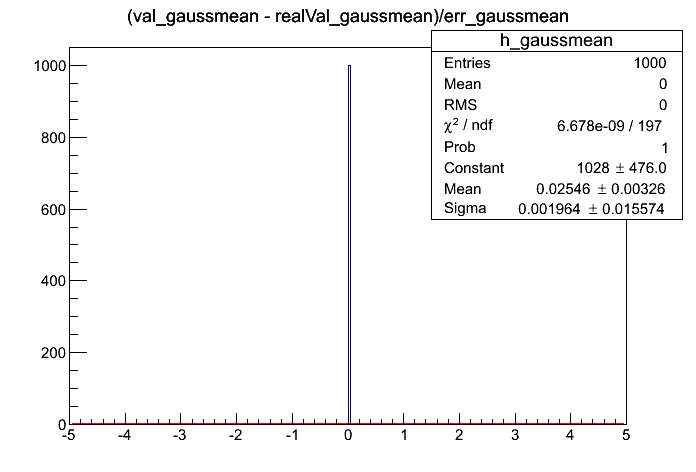 (val_gaussmean - realVal_gaussmean)/err_gaussmean
h_gaussmean
Entries 1000
Mean 0
RMS 0
χ² / ndf 6.678e-09 / 197
Prob 1
Constant 1028 ± 476.0
Mean 0.02546 ± 0.00326
Sigma 0.001964 ± 0.015574
1000
800
600
400
200
0
-5 -4 -3 -2 -1 0 1 2 3 4 5